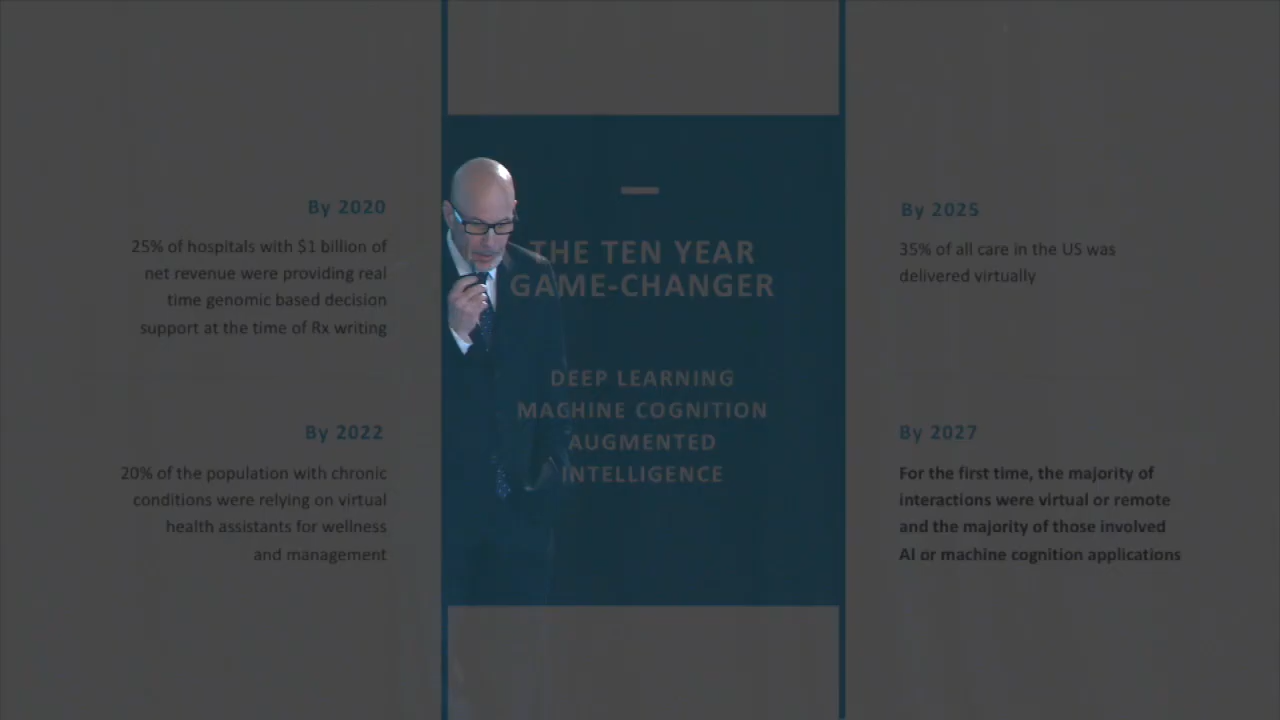 By 2020
25% of hospitals with $1 billion of
net revenue were providing real
time genomic based decision
support at the time of Rx writing
By 2022
20% of the population with chronic
conditions were relying on virtual
health assistants for wellness
and management
THE TEN YEAR
GAME-CHANGER
DEEP LEARNING
MACHINE COGNITION
AUGMENTED
INTELLIGENCE
By 2025
35% of all care in the US was
delivered virtually
By 2027
For the first time, the majority of
interactions were virtual or remote
and the majority of those involved
AI or machine cognition applications